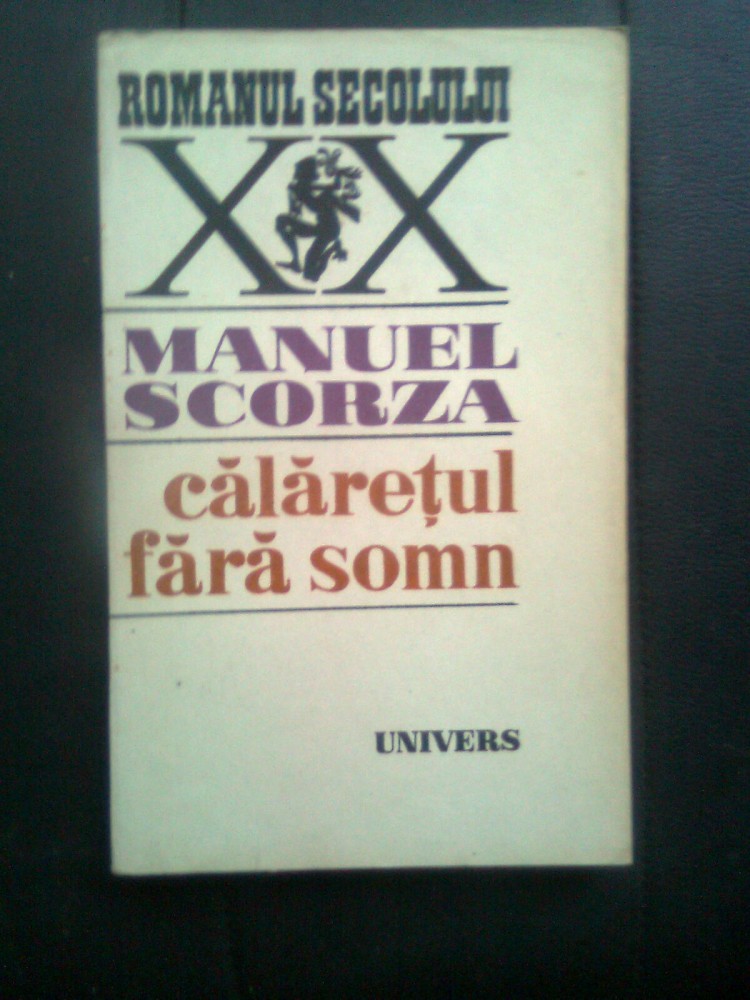 ROMANUL SECOLULUI
XX
MANUEL
SCORZA
călărețul
fără somn
UNIVERS